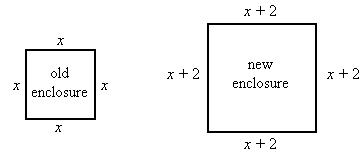 x
x + 2
old
enclosure
x
x
new
enclosure
x + 2
x + 2
x
x + 2